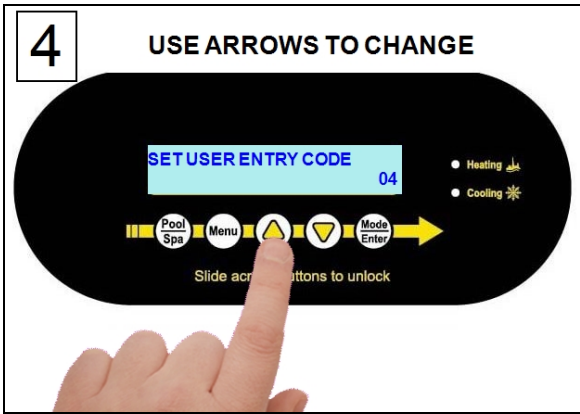 4
USE ARROWS TO CHANGE
SET USER ENTRY CODE
04
Heating
Cooling
Pool
Spa
Menu
Mode
Enter
Slide to unlock